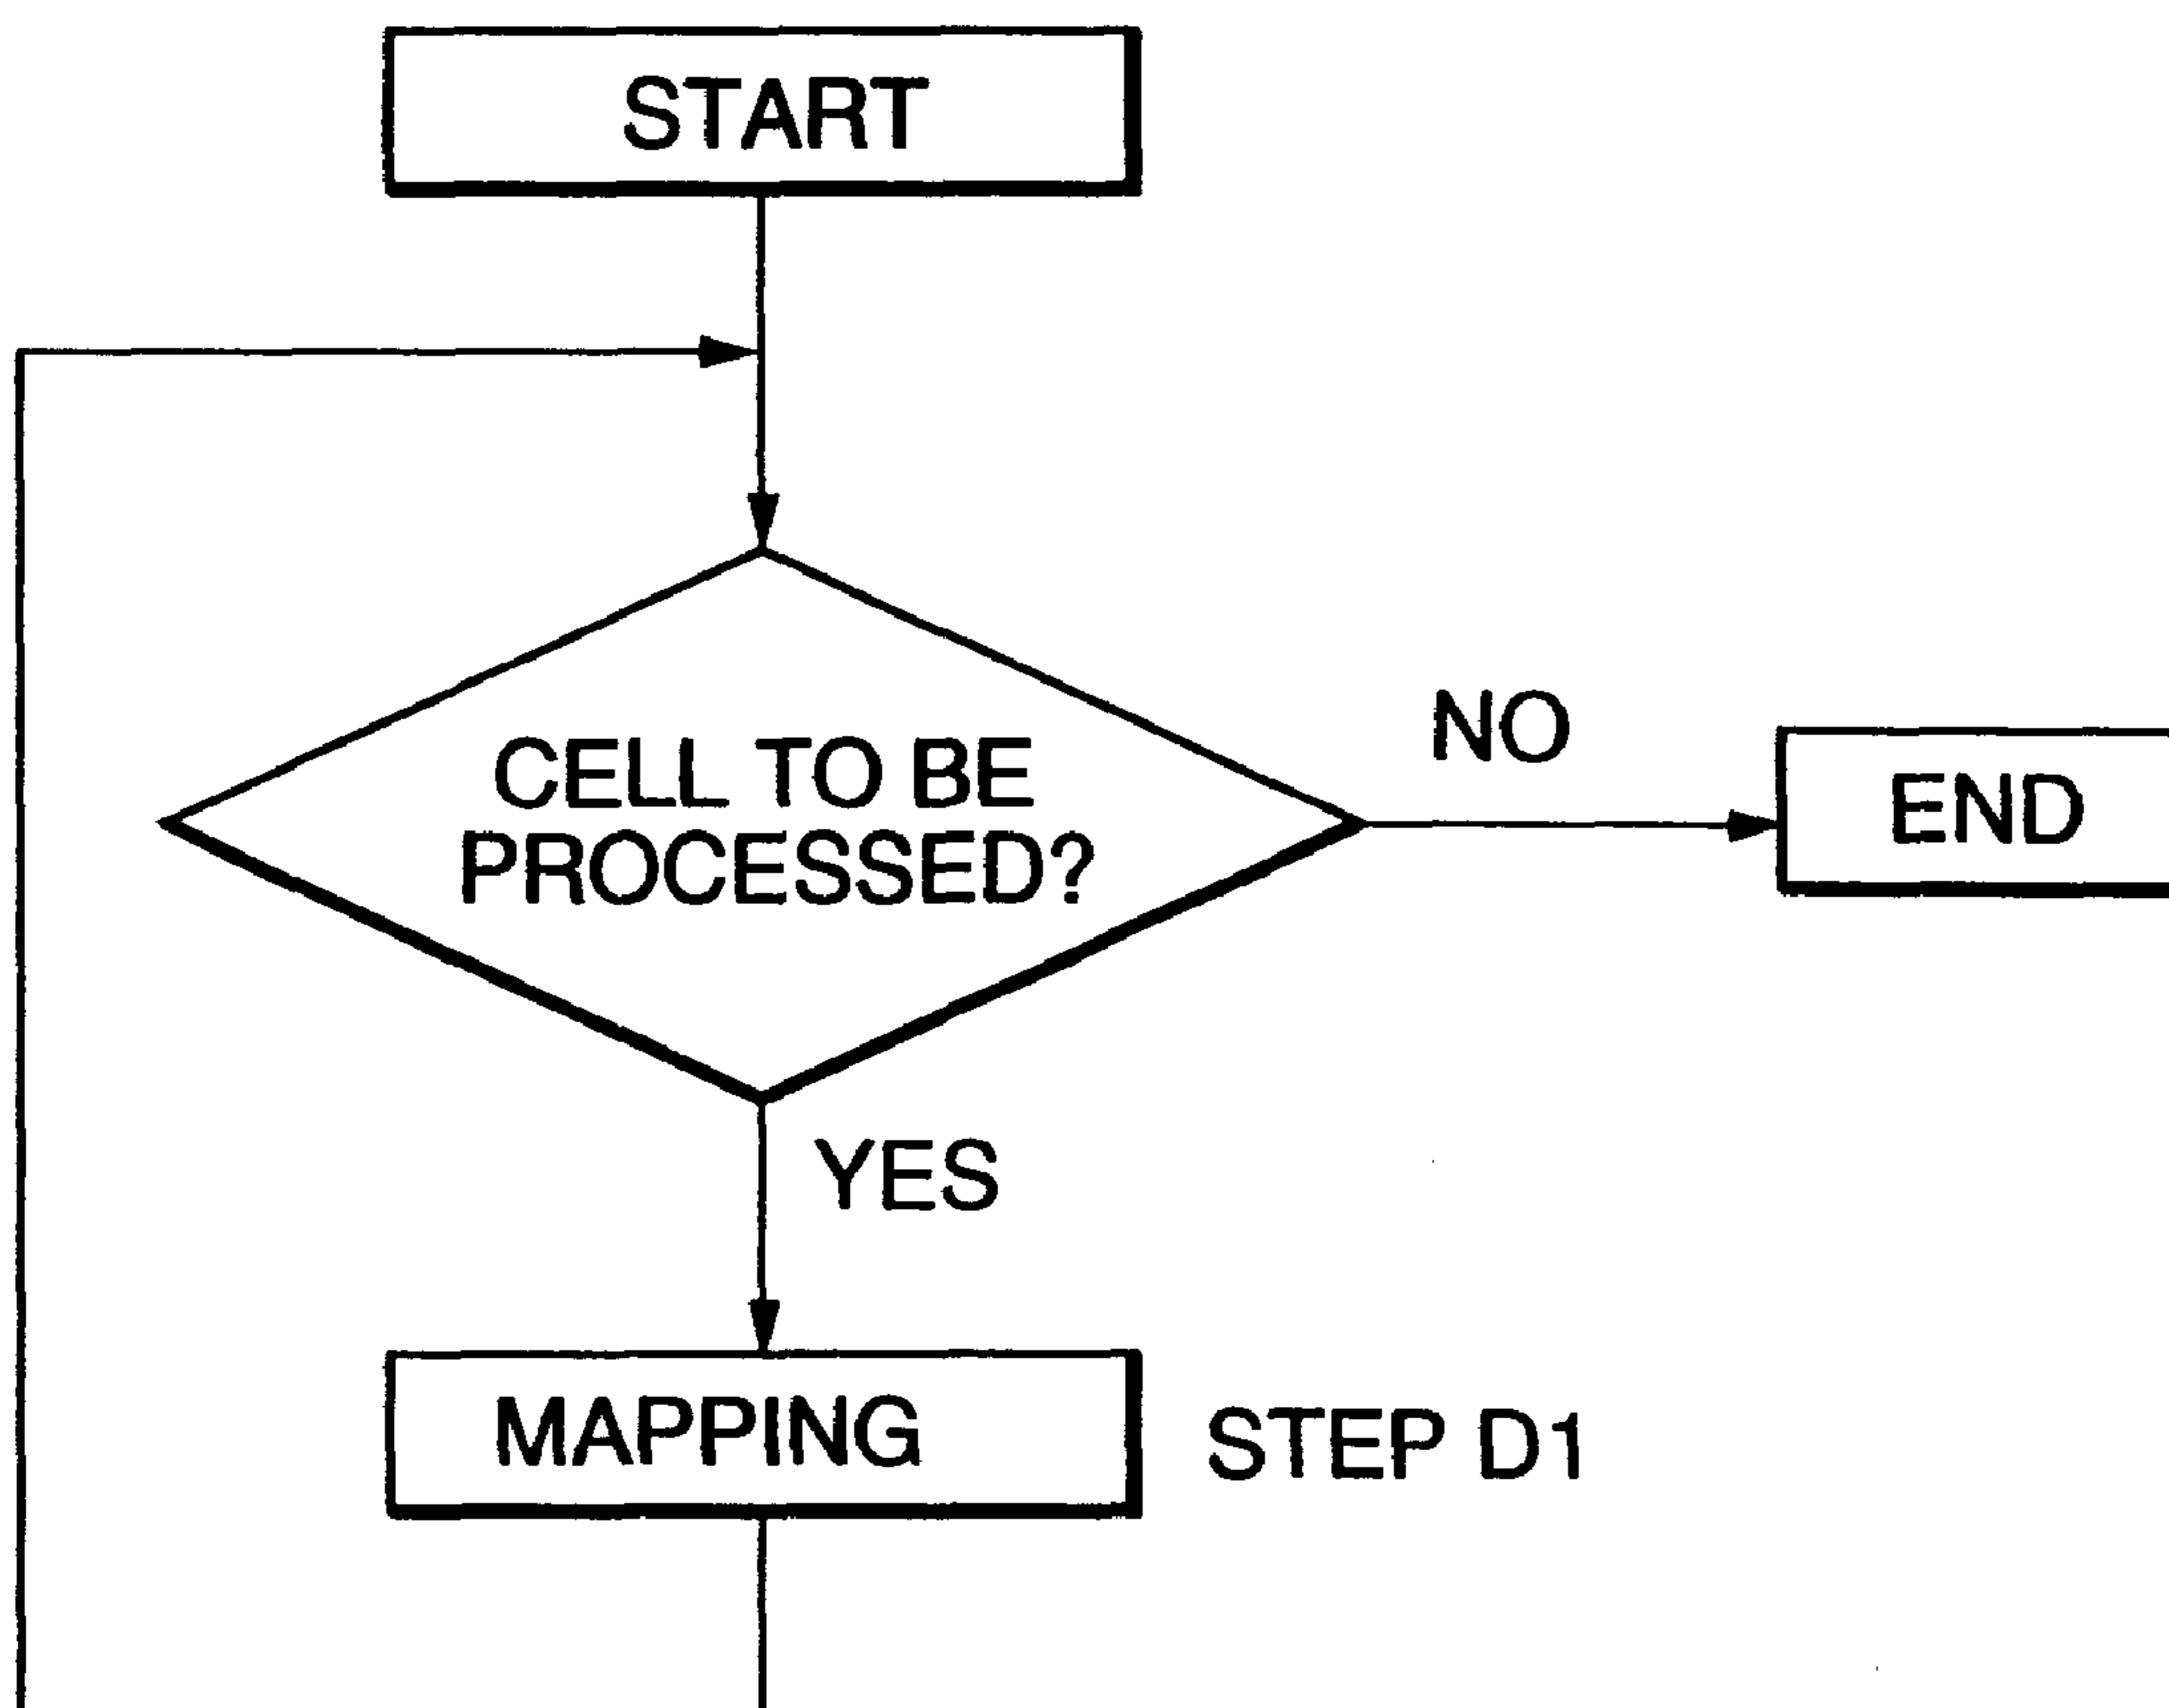 START
CELL TO BE
PROCESSED?
NO
END
YES
MAPPING
STEP D1